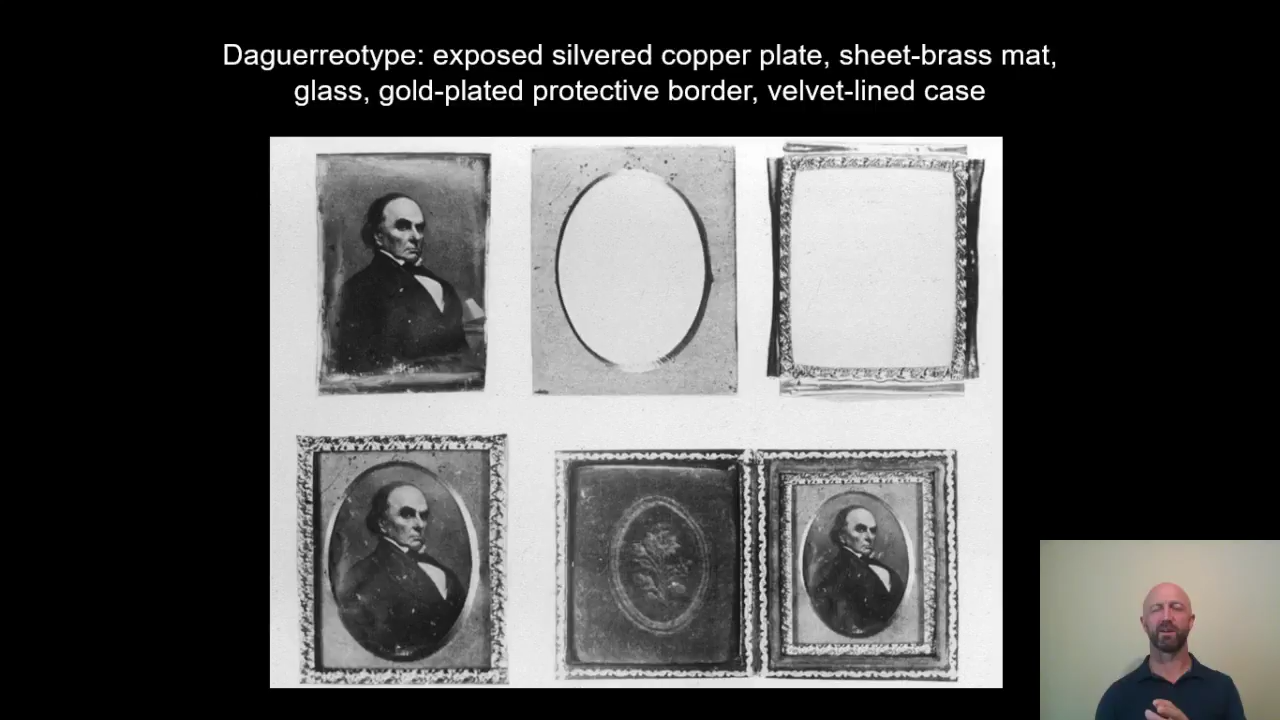 Daguerreotype: exposed silvered copper plate, sheet-brass mat,
glass, gold-plated protective border, velvet-lined case